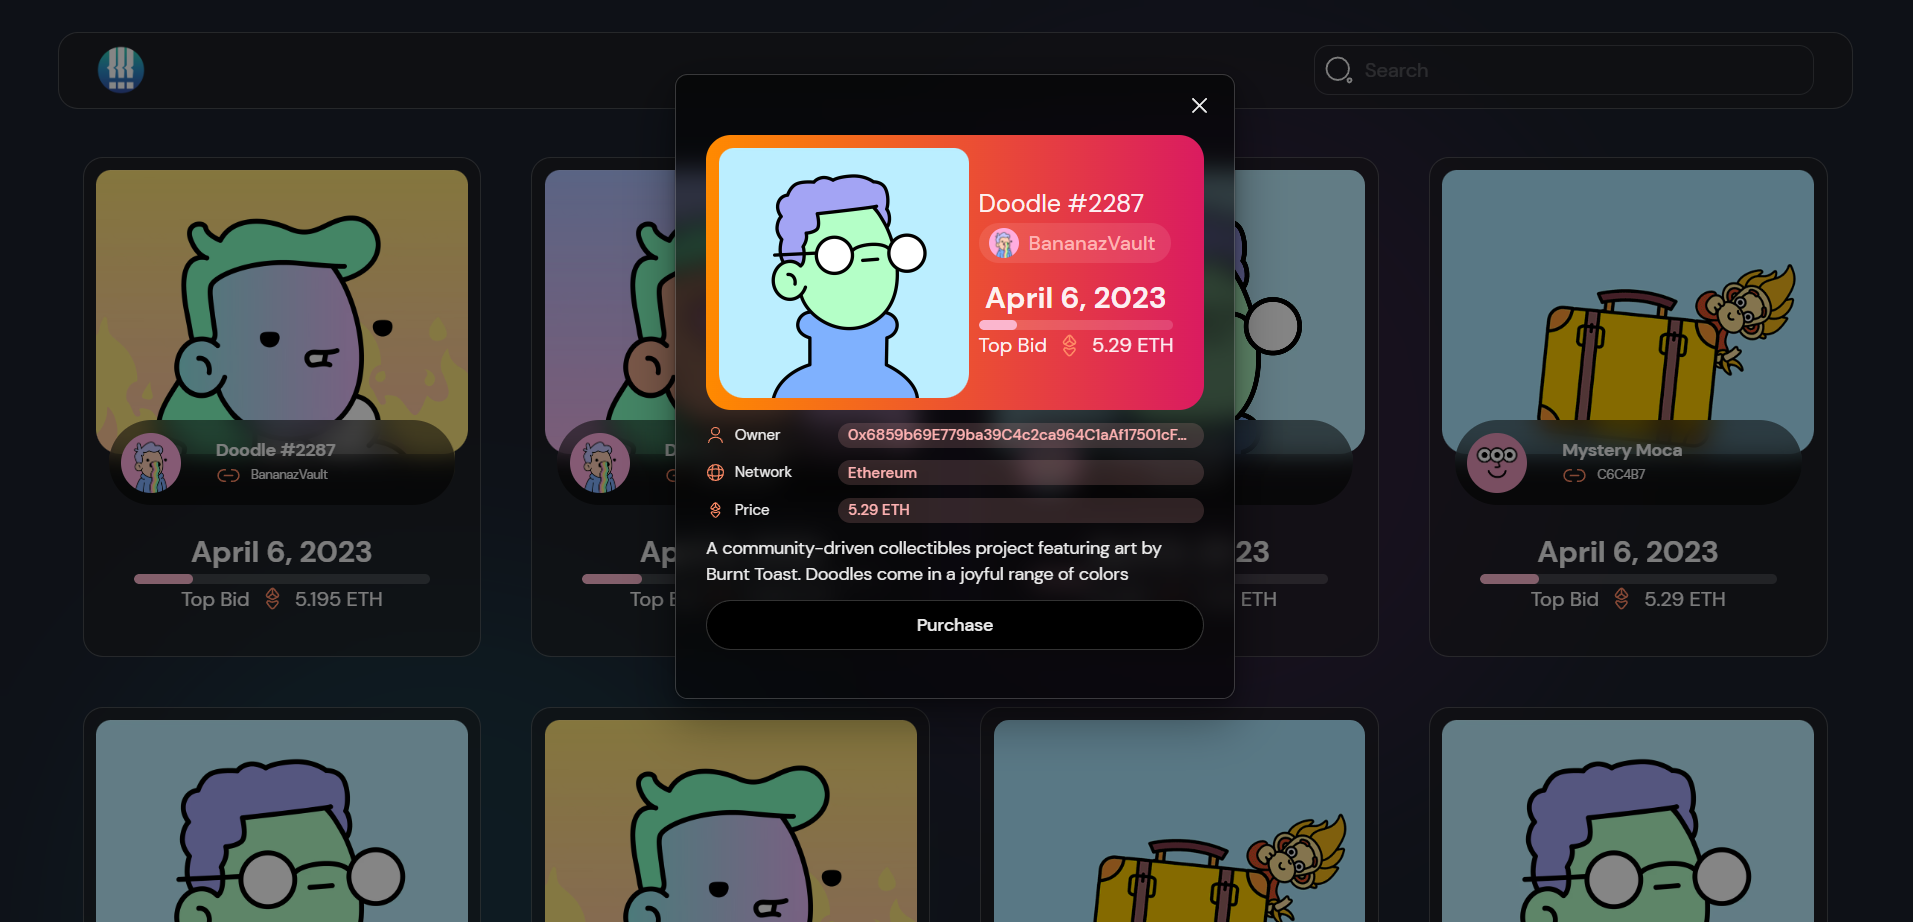 Search
Doodle #2287
BananazVault
April 6, 2023
Top Bid 5.29 ETH
Owner 0x6859b69E779ba39C4c2ca964C1aAf17501cF...
Network Ethereum
Price 5.29 ETH
A community-driven collectibles project featuring art by
Burnt Toast. Doodles come in a joyful range of colors
Purchase
Doodle #2287
BananazVault
April 6, 2023
Top Bid 5.195 ETH
D
Ap
Top B
23
ETH
Mystery Moca
C6C4B7
April 6, 2023
Top Bid 5.29 ETH